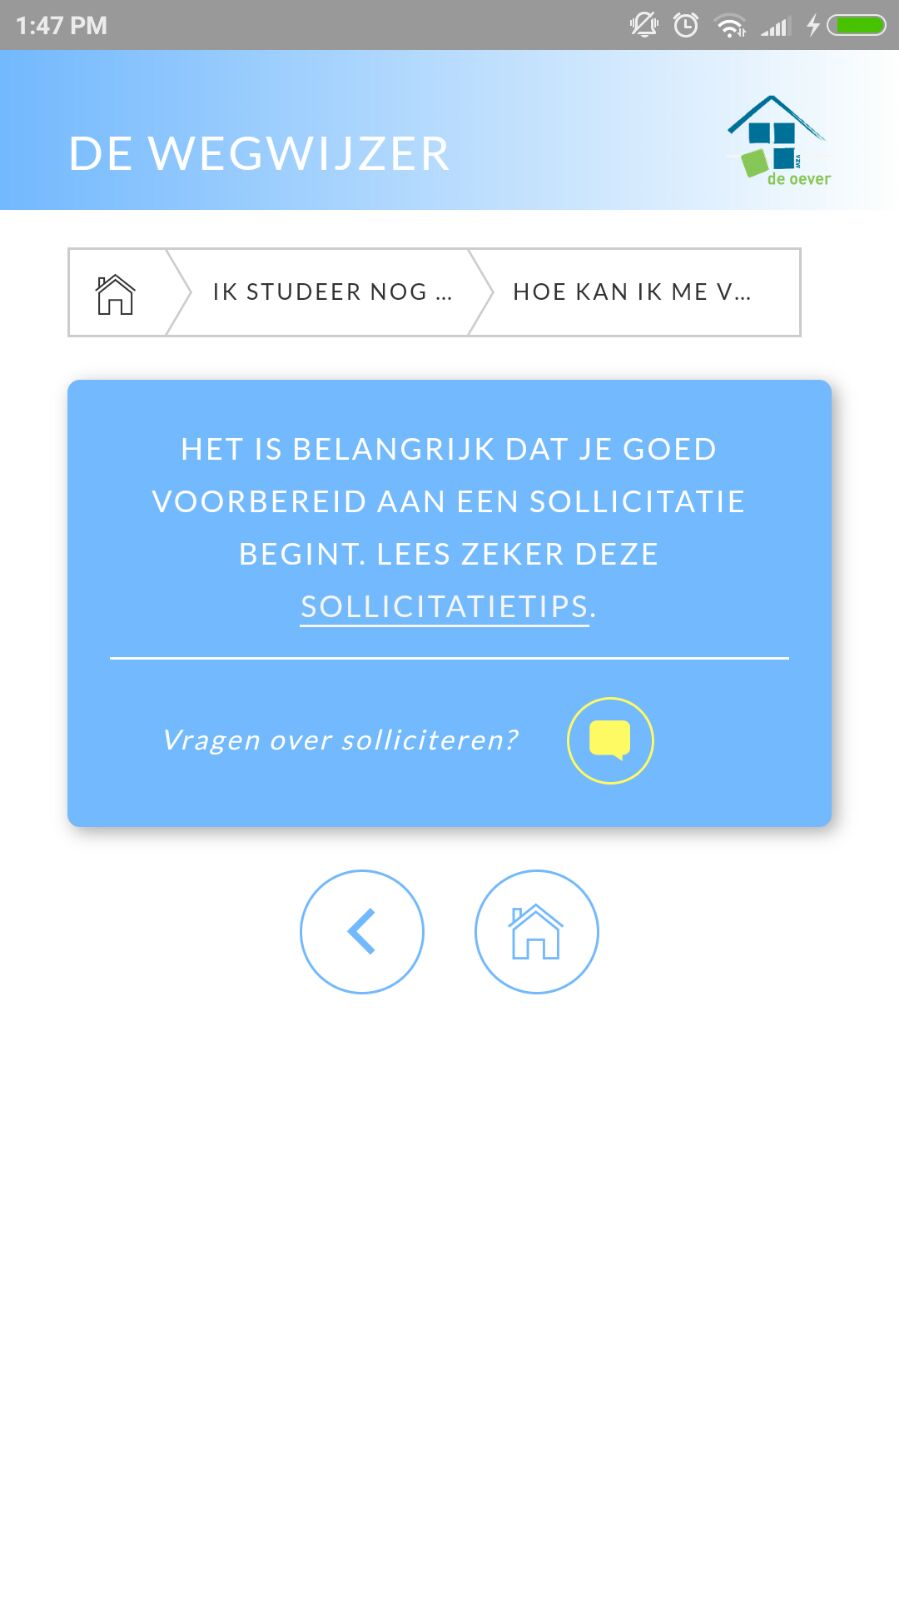 1:47 PM
DE WEGWIJZER
vzw
de oever
IK STUDEER NOG ...
HOE KAN IK ME V...
HET IS BELANGRIJK DAT JE GOED
VOORBEREID AAN EEN SOLLICITATIE
BEGINT. LEES ZEKER DEZE
SOLLICITATIETIPS.
Vragen over solliciteren?